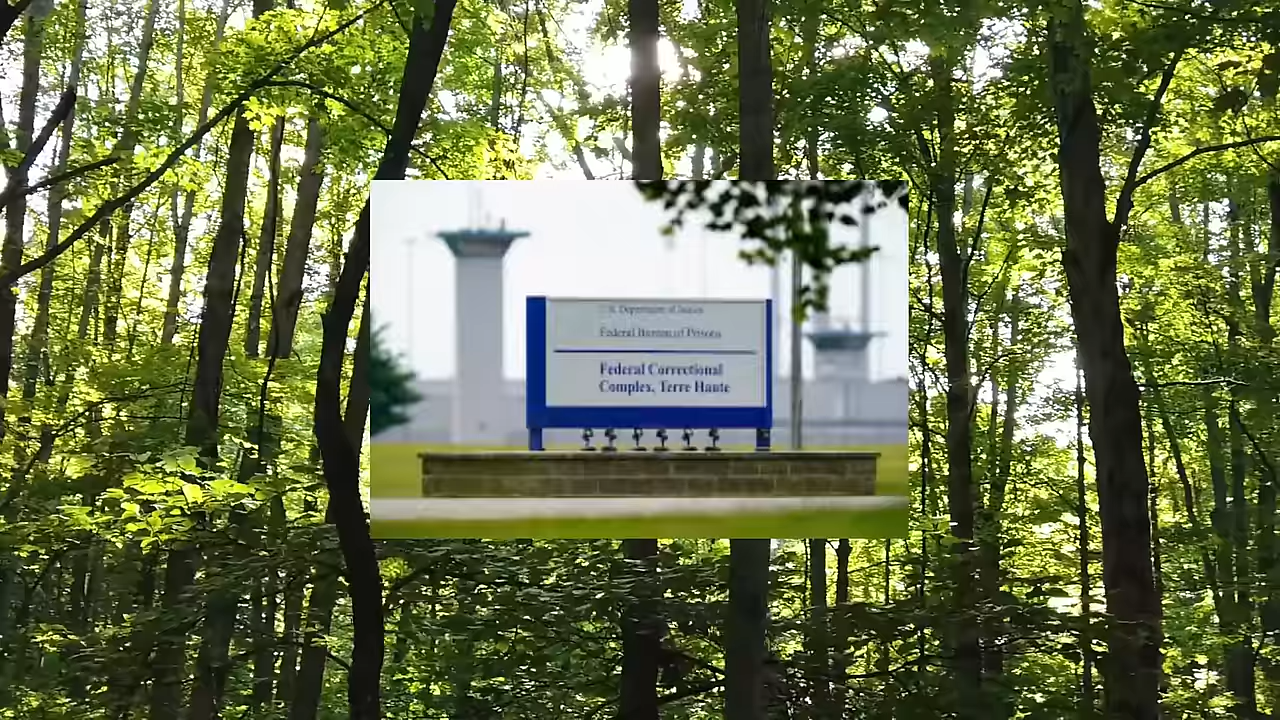 U.S. Department of Justice
Federal Bureau of Prisons
Federal Correctional
Complex, Terre Haute